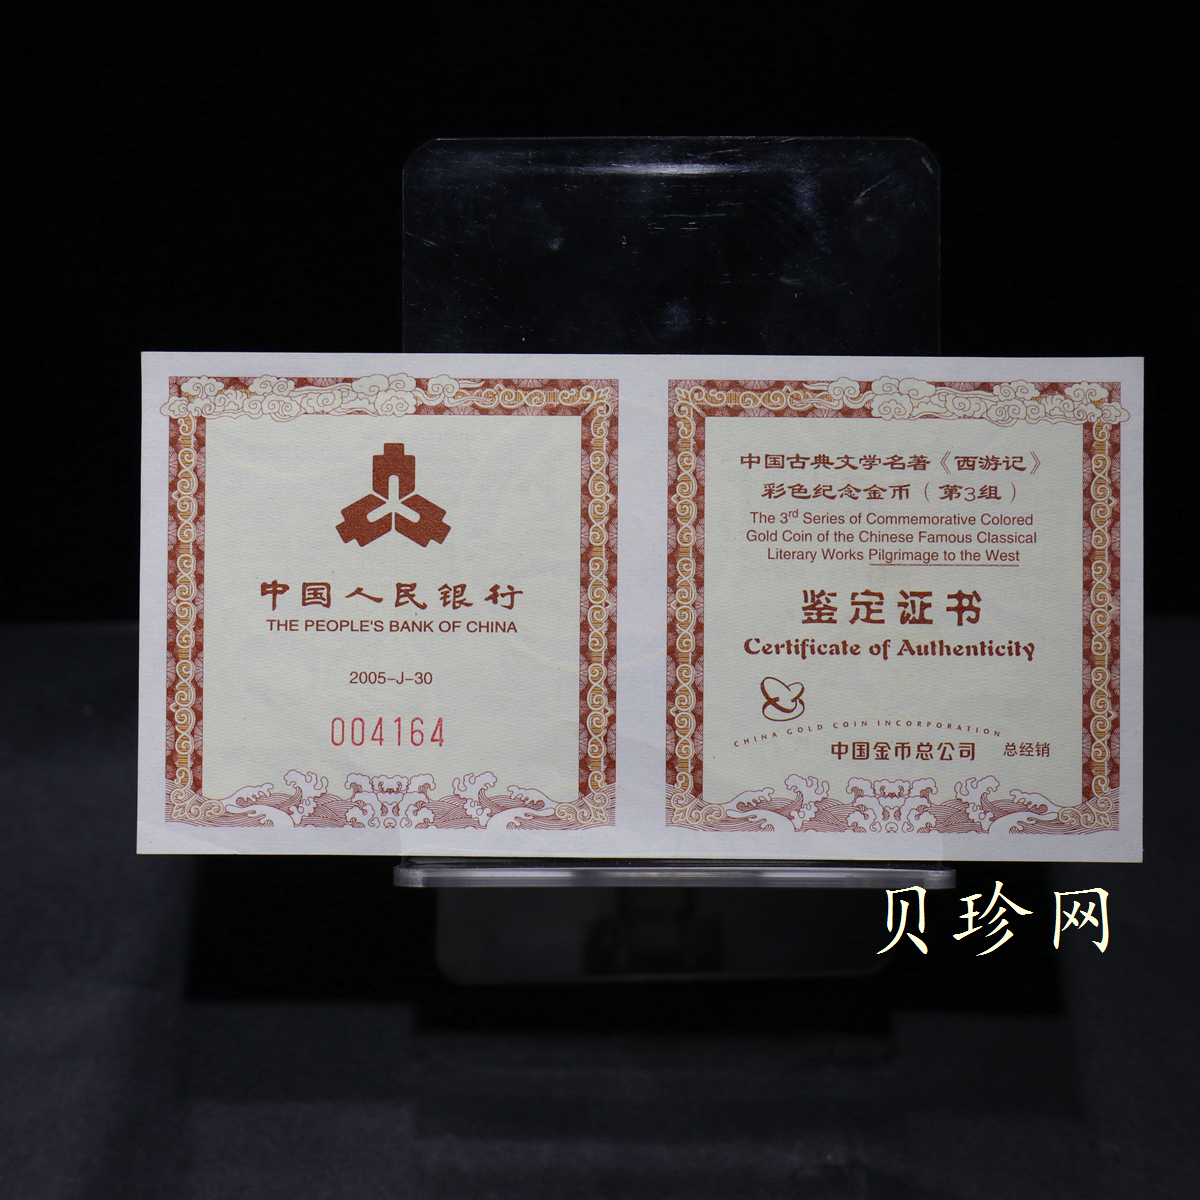 中国人民银行
THE PEOPLE'S BANK OF CHINA
2005-J-30
004164
中国古典文学名著《西游记》
彩色纪念金币（第3组）
The 3rd Series of Commemorative Colored
Gold Coin of the Chinese Famous Classical
Literary Works Pilgrimage to the West
鉴定证书
Certificate of Authenticity
CHINA GOLD COIN INCORPORATION
中国金币总公司 总经销
贝珍网